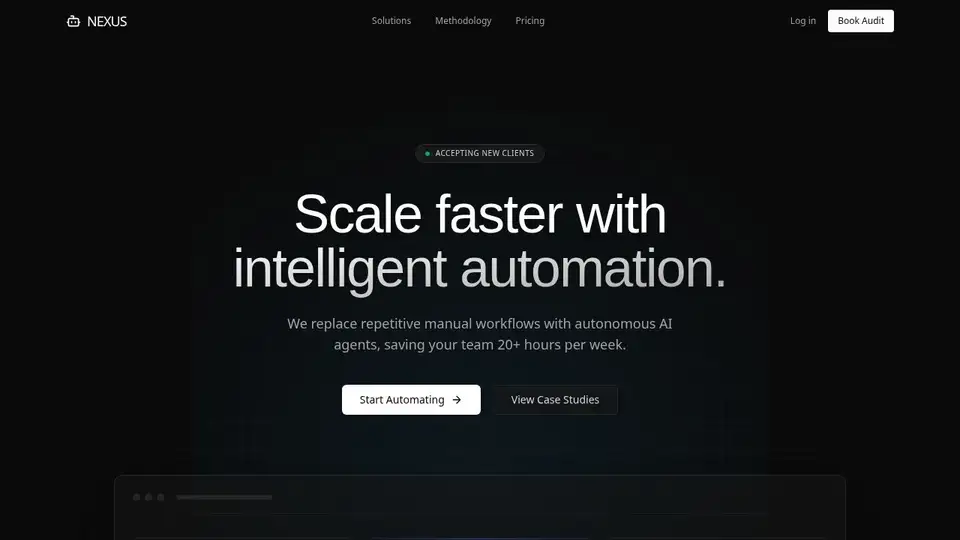 NEXUS
Solutions
Methodology
Pricing
Log in
Book Audit
ACCEPTING NEW CLIENTS
Scale faster with
intelligent automation.
We replace repetitive manual workflows with autonomous AI
agents, saving your team 20+ hours per week.
Start Automating
View Case Studies